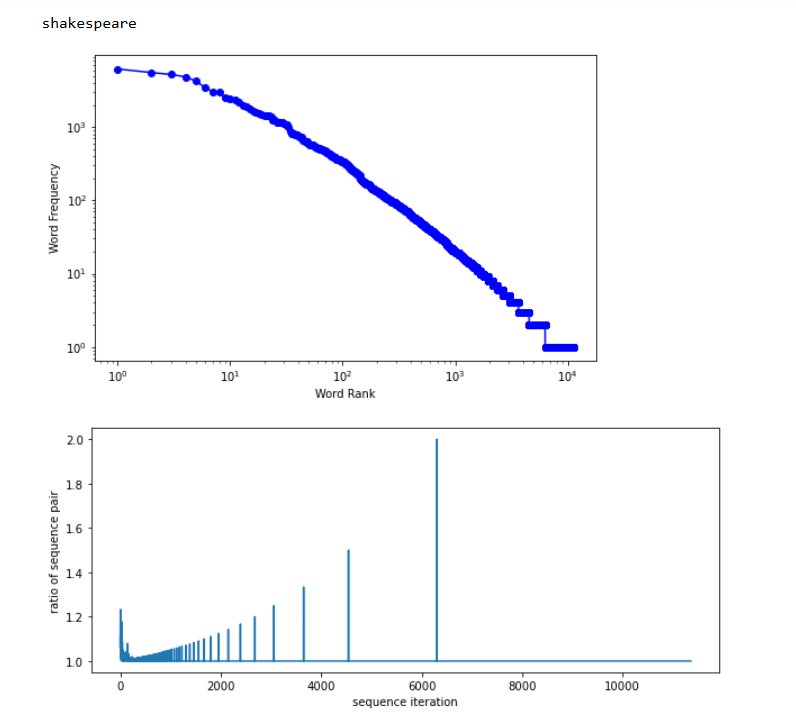 shakespeare
Word Frequency
10³
10²
10¹
10⁰
10⁰ 10¹ 10² 10³ 10⁴
Word Rank
ratio of sequence pair
2.0
1.8
1.6
1.4
1.2
1.0
0 2000 4000 6000 8000 10000
sequence iteration